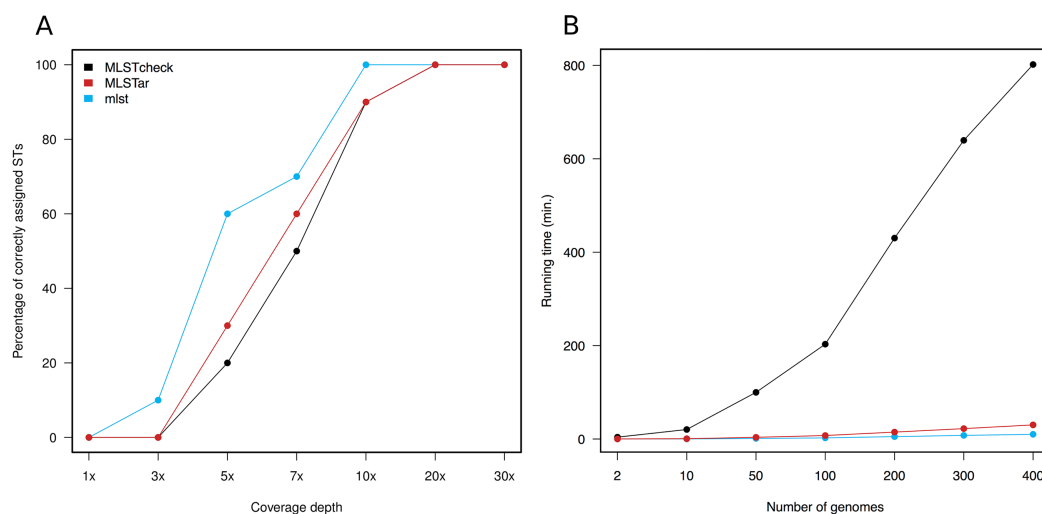 A
MLSTcheck
MLSTar
mlst
Percentage of correctly assigned STs
100
80
60
40
20
0
1x
3x
5x
7x
10x
20x
30x
Coverage depth
B
Running time (min.)
800
600
400
200
0
2
10
50
100
200
300
400
Number of genomes